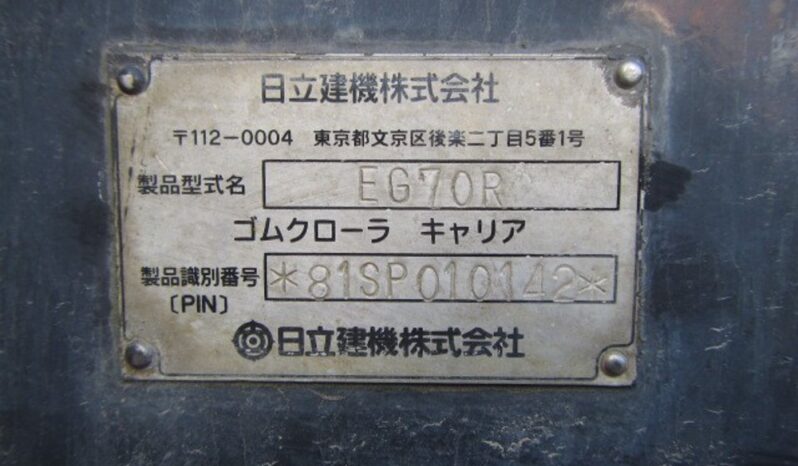 日立建機株式会社
〒112-0004 東京都文京区後楽二丁目5番1号
製品型式名 EG70R
ゴムクローラ キャリア
製品識別番号 *81SP010142*
〔PIN〕
日立建機株式会社